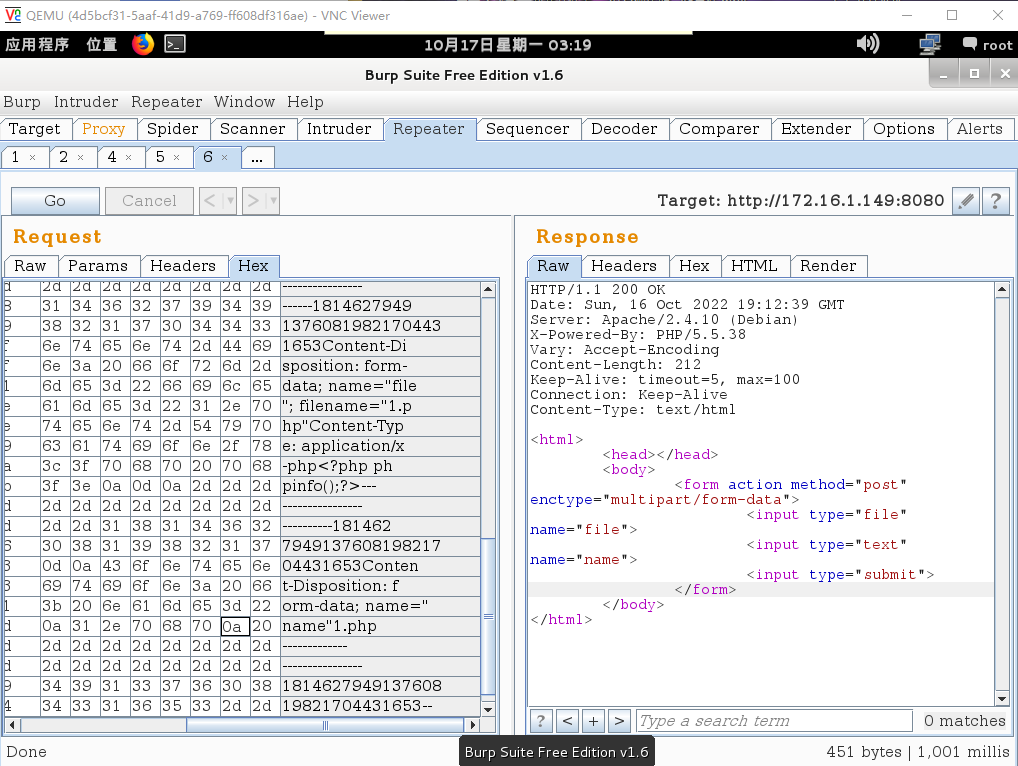 QEMU (4d5bcf31-5aaf-41d9-a769-ff608df316ae) - VNC Viewer
应用程序 位置 10月17日星期一 03:19 root
Burp Suite Free Edition v1.6
Burp Intruder Repeater Window Help
Target Proxy Spider Scanner Intruder Repeater Sequencer Decoder Comparer Extender Options Alerts
1 × 2 × 4 × 5 × 6 × ...
Go Cancel < > Target: http://172.16.1.149:8080 ?
Request
Raw Params Headers Hex
d 2d 2d 2d 2d 2d 2d 2d 2d ----------------
8 31 34 36 32 37 39 34 39 ------1814627949
9 38 32 31 37 30 34 34 33 1376081982170443
f 6e 74 65 6e 74 2d 44 69 1653Content-Di
f 6e 3a 20 66 6f 72 6d 2d sposition: form-
1 6d 65 3d 22 66 69 6c 65 data; name="file
e 61 6d 65 3d 22 31 2e 70 "; filename="1.p
e 74 65 6e 74 2d 54 79 70 hp"Content-Typ
9 63 61 74 69 6f 6e 2f 78 e: application/x
a 3c 3f 70 68 70 20 70 68 -php<?php ph
b 3f 3e 0a 0d 0a 2d 2d 2d pinfo();?>---
d 2d 2d 2d 2d 2d 2d 2d 2d ----------------
d 2d 2d 31 38 31 34 36 32 ----------181462
6 30 38 31 39 38 32 31 37 7949137608198217
3 0d 0a 43 6f 6e 74 65 6e 04431653Conten
3 69 74 69 6f 6e 3a 20 66 t-Disposition: f
1 3b 20 6e 61 6d 65 3d 22 orm-data; name="
d 0a 31 2e 70 68 70 0a 20 name"1.php
d 2d 2d 2d 2d 2d 2d 2d 2d -------------
d 2d 2d 2d 2d 2d 2d 2d 2d ----------------
9 34 39 31 33 37 36 30 38 1814627949137608
4 34 33 31 36 35 33 2d 2d 19821704431653--
Response
Raw Headers Hex HTML Render
HTTP/1.1 200 OK
Date: Sun, 16 Oct 2022 19:12:39 GMT
Server: Apache/2.4.10 (Debian)
X-Powered-By: PHP/5.5.38
Vary: Accept-Encoding
Content-Length: 212
Keep-Alive: timeout=5, max=100
Connection: Keep-Alive
Content-Type: text/html
<html>
<head></head>
<body>
<form action method="post"
enctype="multipart/form-data">
<input type="file"
name="file">
<input type="text"
name="name">
<input type="submit">
</form>
</body>
</html>
? < + > Type a search term 0 matches
Done Burp Suite Free Edition v1.6 451 bytes | 1,001 millis